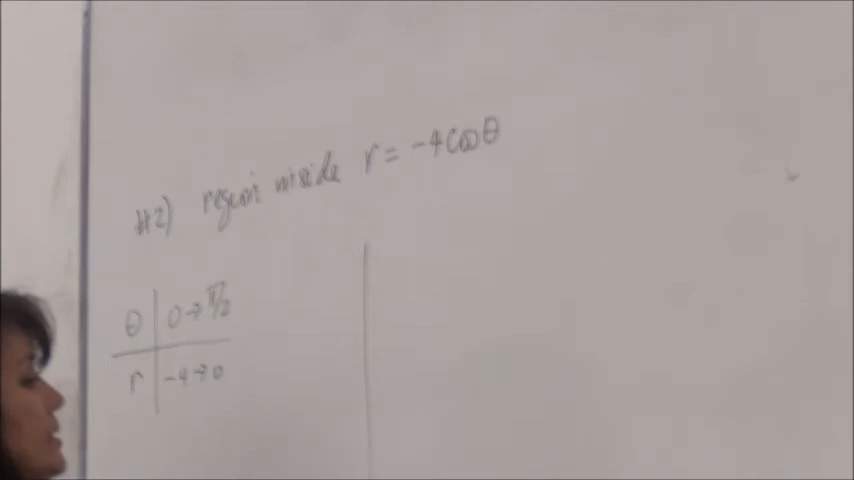 #2) region inside r = -4cosθ
θ 0→π/2
r -4→0